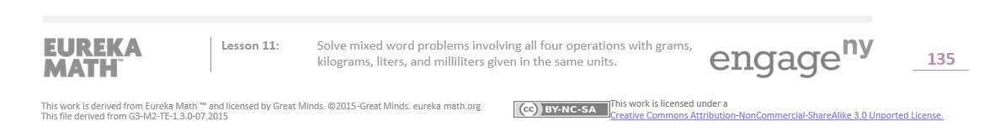 EUREKA
MATH™
Lesson 11:
Solve mixed word problems involving all four operations with grams,
kilograms, liters, and milliliters given in the same units.
engage ny
135
This work is derived from Eureka Math ™ and licensed by Great Minds. ©2015-Great Minds. eureka math.org
This file derived from G3-M2-TE-1.3.0-07.2015
cc BY-NC-SA
This work is licensed under a
Creative Commons Attribution-NonCommercial-ShareAlike 3.0 Unported License.